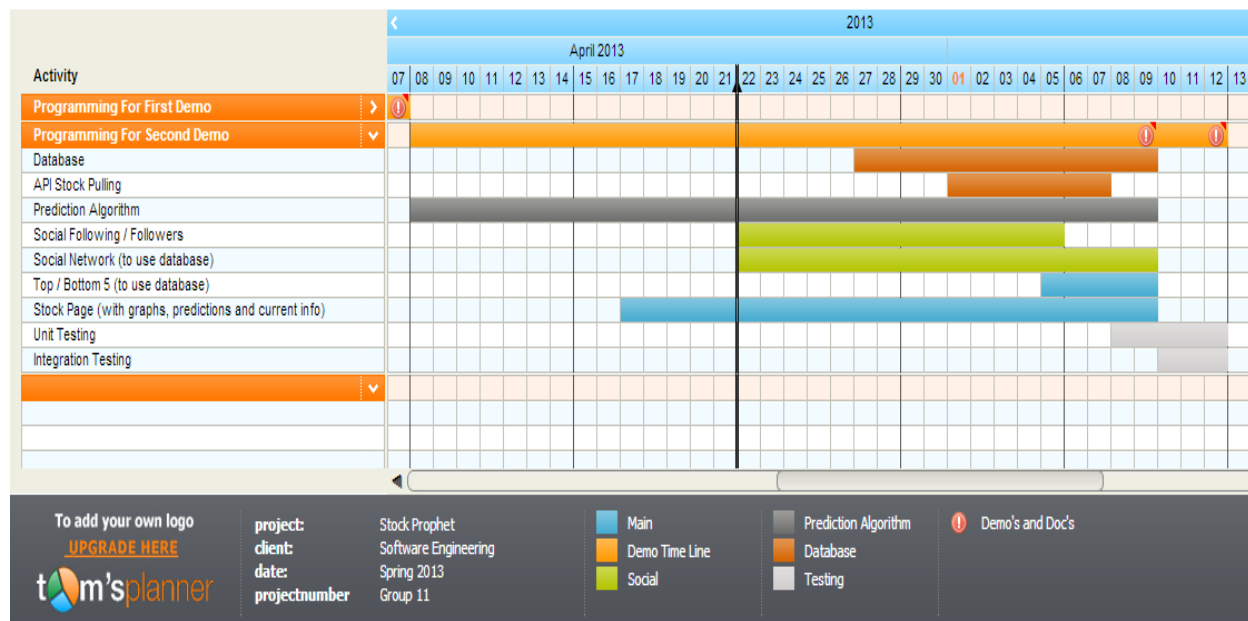 2013
April 2013
Activity
07 08 09 10 11 12 13 14 15 16 17 18 19 20 21 22 23 24 25 26 27 28 29 30 01 02 03 04 05 06 07 08 09 10 11 12 13
Programming For First Demo
Programming For Second Demo
Database
API Stock Pulling
Prediction Algorithm
Social Following / Followers
Social Network (to use database)
Top / Bottom 5 (to use database)
Stock Page (with graphs, predictions and current info)
Unit Testing
Integration Testing
To add your own logo
UPGRADE HERE
tom'splanner
project: Stock Prophet
client: Software Engineering
date: Spring 2013
projectnumber Group 11
Main
Demo Time Line
Social
Prediction Algorithm
Database
Testing
Demo's and Doc's